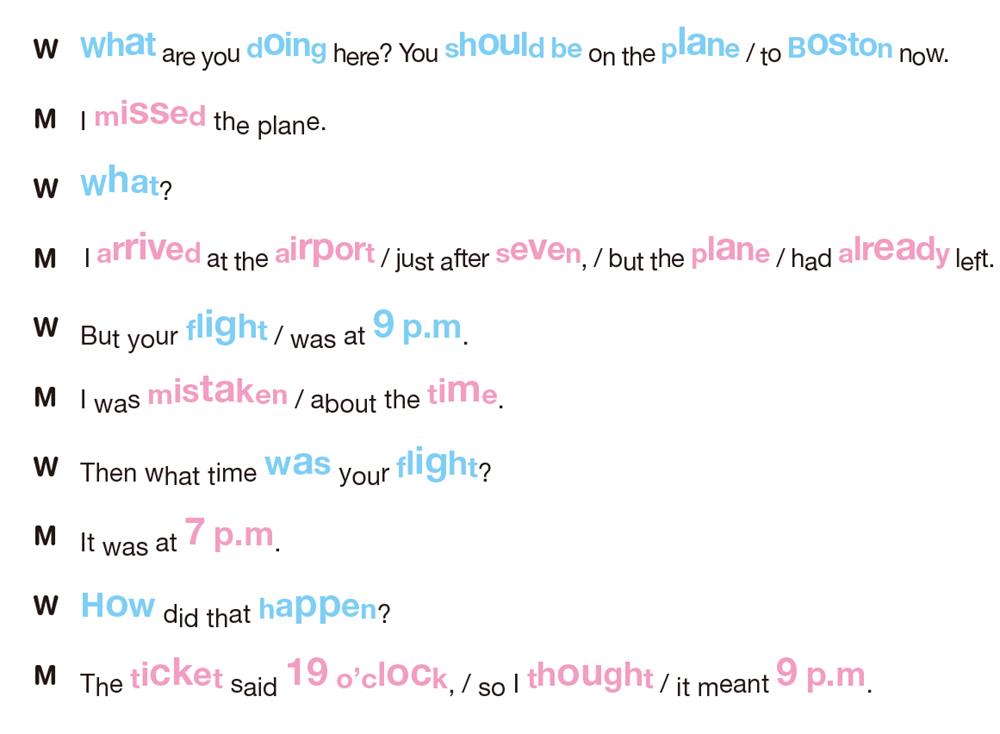 W what are you doing here? You should be on the plane / to Boston now.
M I missed the plane.
W what?
M I arrived at the airport / just after seven, / but the plane / had already left.
W But your flight / was at 9 p.m.
M I was mistaken / about the time.
W Then what time was your flight?
M It was at 7 p.m.
W How did that happen?
M The ticket said 19 o’clock, / so I thought / it meant 9 p.m.